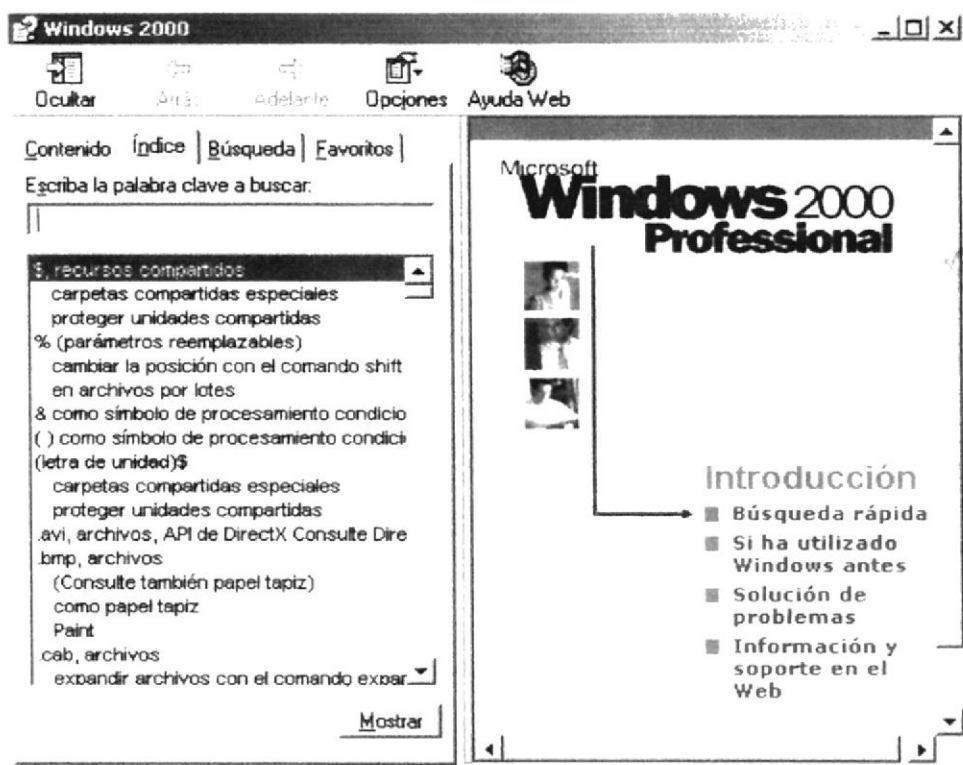 Windows 2000
Ocultar Atrás Adelante Opciones Ayuda Web
Contenido Índice Búsqueda Favoritos
Escriba la palabra clave a buscar:
$, recursos compartidos
carpetas compartidas especiales
proteger unidades compartidas
% (parámetros reemplazables)
cambiar la posición con el comando shift
en archivos por lotes
& como símbolo de procesamiento condicio
( ) como símbolo de procesamiento condici
(letra de unidad)$
carpetas compartidas especiales
proteger unidades compartidas
.avi, archivos, API de DirectX Consulte Dire
.bmp, archivos
(Consulte también papel tapiz)
como papel tapiz
Paint
.cab, archivos
expandir archivos con el comando expar
Mostrar
Microsoft
Windows 2000
Professional
Introducción
Búsqueda rápida
Si ha utilizado
Windows antes
Solución de
problemas
Información y
soporte en el
Web